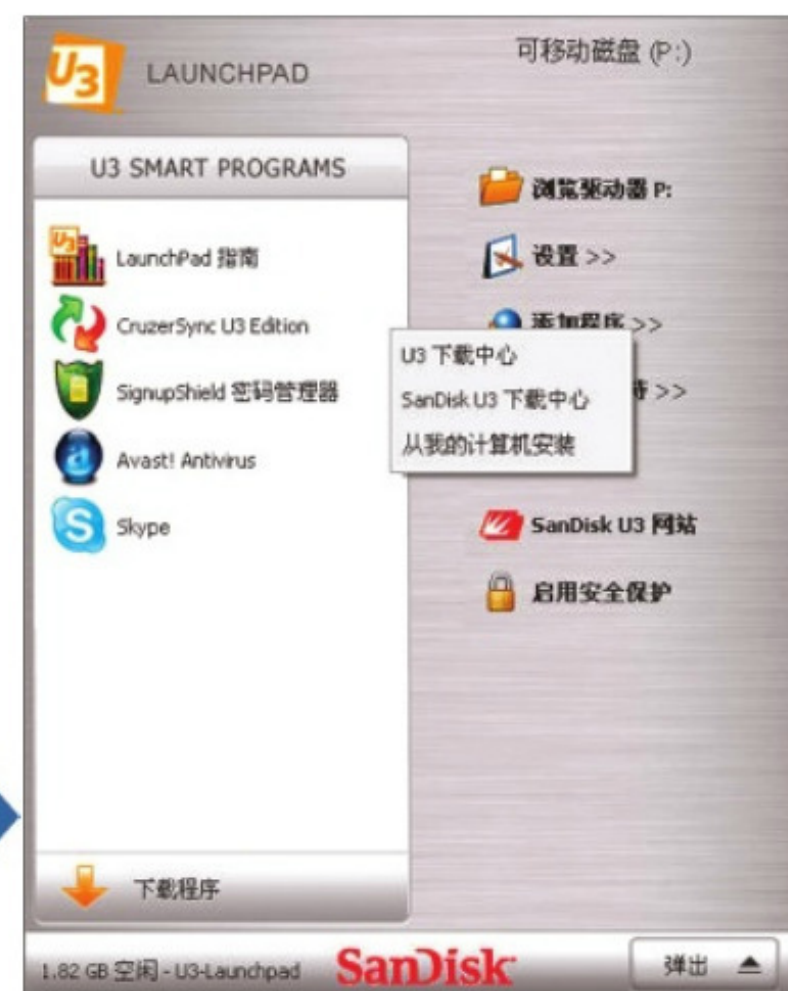 U3
LAUNCHPAD
可移动磁盘 (P:)
U3 SMART PROGRAMS
U3
LaunchPad 指南
CruzerSync U3 Edition
SignupShield 密码管理器
Avast! Antivirus
Skype
下载程序
浏览驱动器 P:
设置 >>
添加程序 >>
U3 下载中心
SanDisk U3 下载中心
从我的计算机安装
>>
SanDisk U3 网站
启用安全保护
1.82 GB 空闲 - U3-Launchpad
SanDisk
弹出